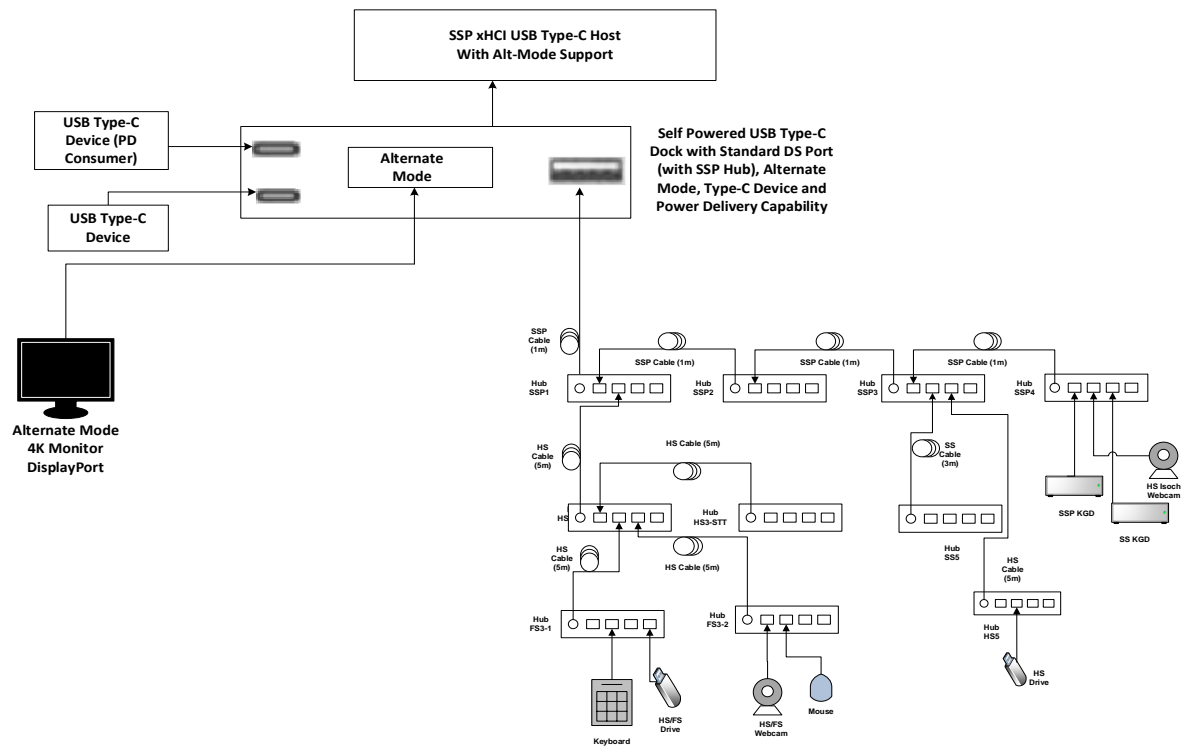 SSP xHCI USB Type-C Host
With Alt-Mode Support
USB Type-C
Device (PD
Consumer)
Alternate
Mode
Self Powered USB Type-C
Dock with Standard DS Port
(with SSP Hub), Alternate
Mode, Type-C Device and
Power Delivery Capability
USB Type-C
Device
Alternate Mode
4K Monitor
DisplayPort
SSP
Cable
(1m)
SSP Cable (1m)
SSP Cable (1m)
SSP Cable (1m)
Hub
SSP1
Hub
SSP2
Hub
SSP3
Hub
SSP4
HS
Cable
(5m)
HS Cable (5m)
SS
Cable
(3m)
HS Isoch
Webcam
SSP KGD
SS KGD
HS
Hub
HS3-STT
Hub
SS5
HS
Cable
(5m)
HS Cable (5m)
HS
Cable
(5m)
Hub
FS3-1
Hub
FS3-2
Hub
HS5
HS
Drive
Keyboard
HS/FS
Drive
HS/FS
Webcam
Mouse